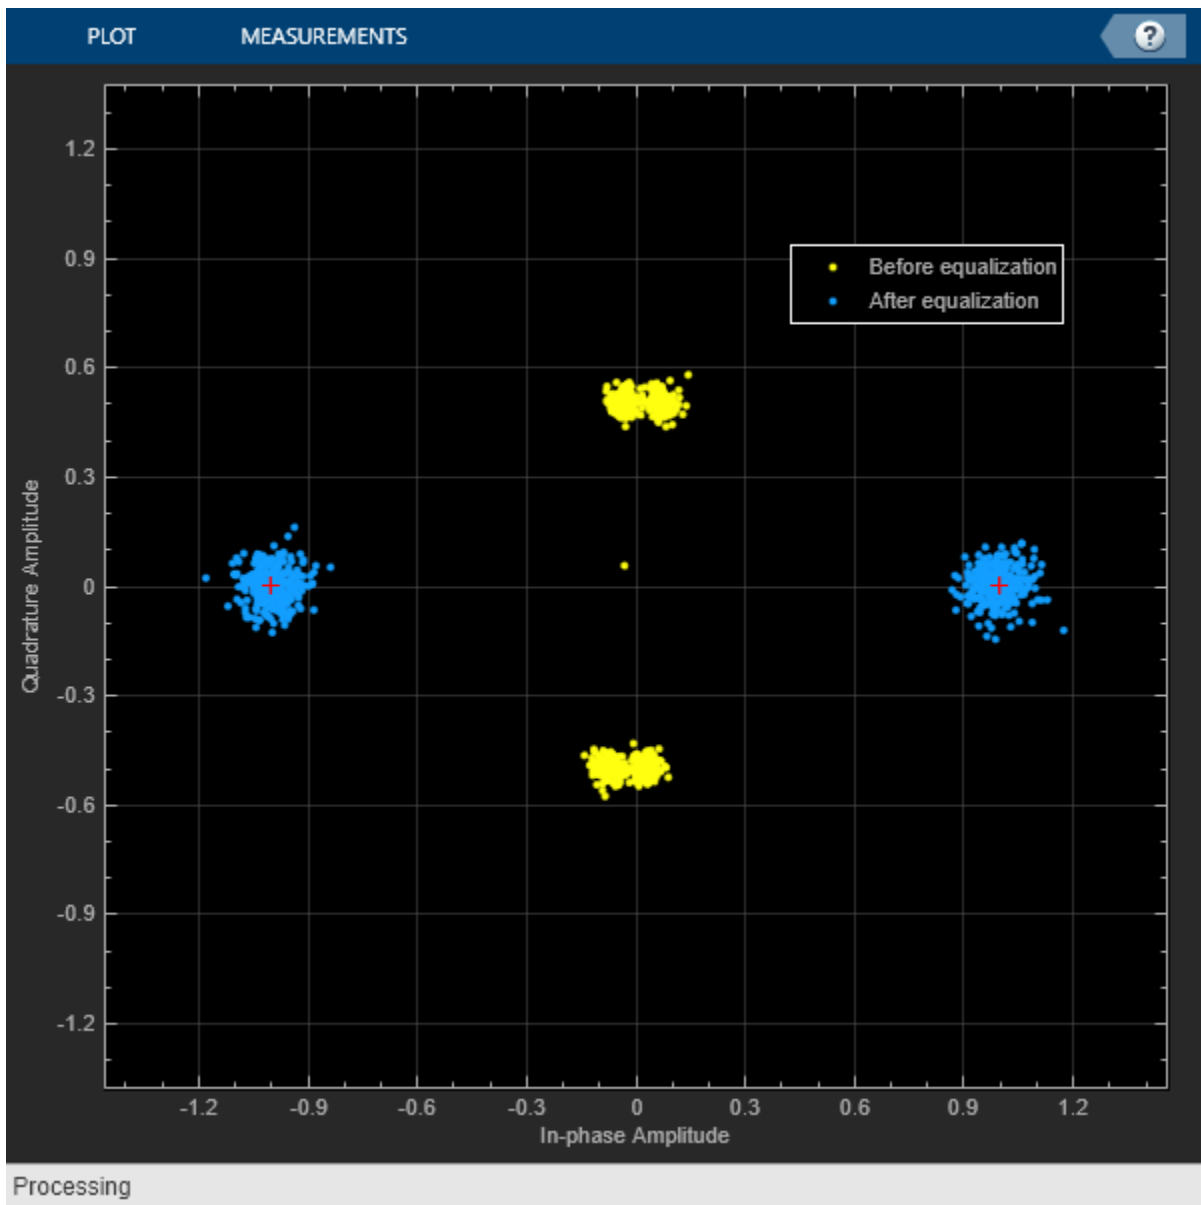 PLOT MEASUREMENTS ?
1.2
0.9
Before equalization
After equalization
0.6
0.3
0
-0.3
-0.6
-0.9
-1.2
Quadrature Amplitude
-1.2 -0.9 -0.6 -0.3 0 0.3 0.6 0.9 1.2
In-phase Amplitude
Processing